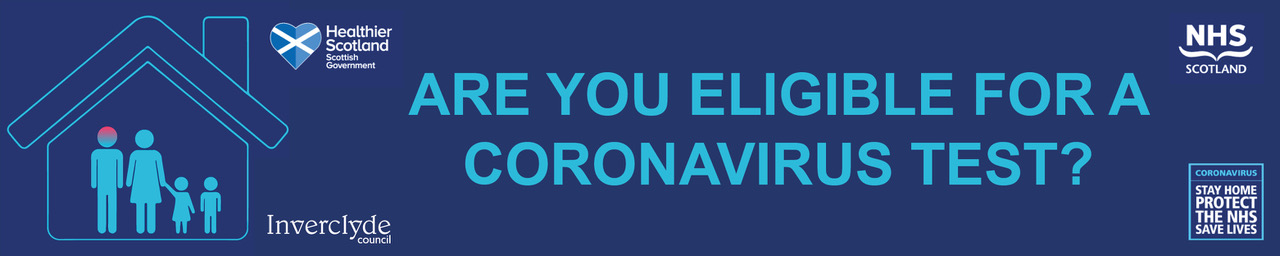 Healthier
Scotland
Scottish
Government
ARE YOU ELIGIBLE FOR A
CORONAVIRUS TEST?
Inverclyde
council
NHS
SCOTLAND
CORONAVIRUS
STAY HOME
PROTECT
THE NHS
SAVE LIVES